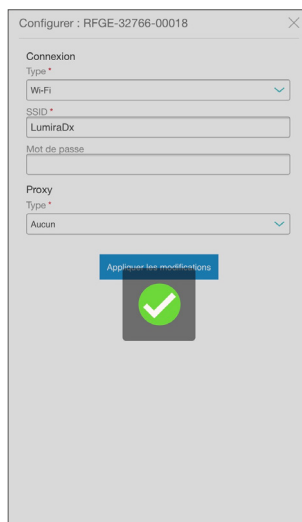 Configurer : RFGE-32766-00018
Connexion
Type *
Wi-Fi
SSID *
LumiraDx
Mot de passe
Proxy
Type *
Aucun
Appliquer les modifications